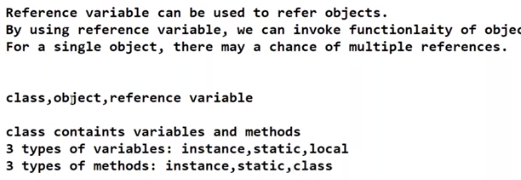 Reference variable can be used to refer objects.
By using reference variable, we can invoke functionlaity of objec
For a single object, there may a chance of multiple references.
class,object,reference variable
class containts variables and methods
3 types of variables: instance,static,local
3 types of methods: instance,static,class